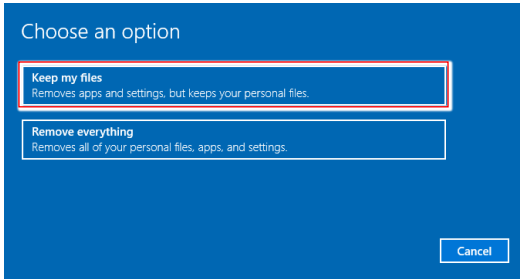 Choose an option
Keep my files
Removes apps and settings, but keeps your personal files.
Remove everything
Removes all of your personal files, apps, and settings.
Cancel